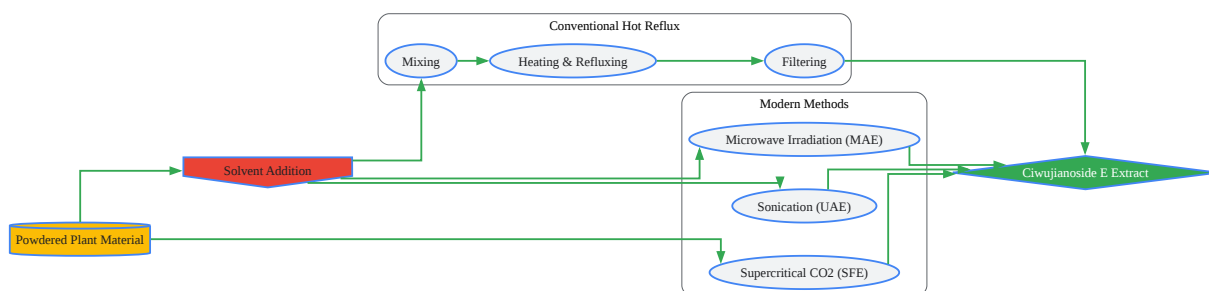 Conventional Hot Reflux
Mixing
Heating & Refluxing
Filtering
Modern Methods
Microwave Irradiation (MAE)
Solvent Addition
Ciwujianoside E Extract
Sonication (UAE)
Powdered Plant Material
Supercritical CO2 (SFE)